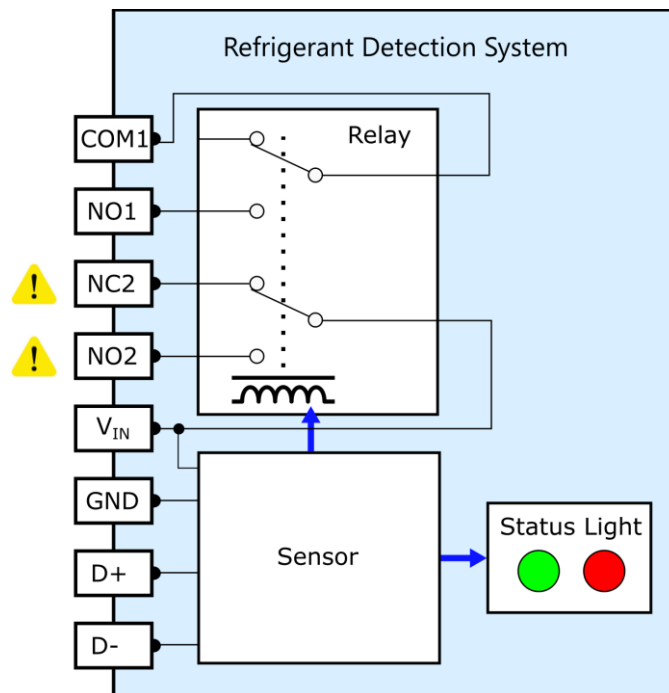 Refrigerant Detection System
COM1
Relay
NO1
! NC2
! NO2
VIN
GND
Status Light
Sensor
D+
D-